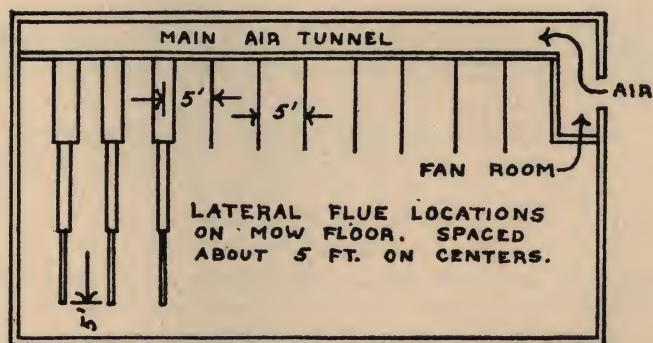 MAIN AIR TUNNEL
AIR
5'
5'
FAN ROOM
LATERAL FLUE LOCATIONS
ON MOW FLOOR. SPACED
ABOUT 5 FT. ON CENTERS.
5'